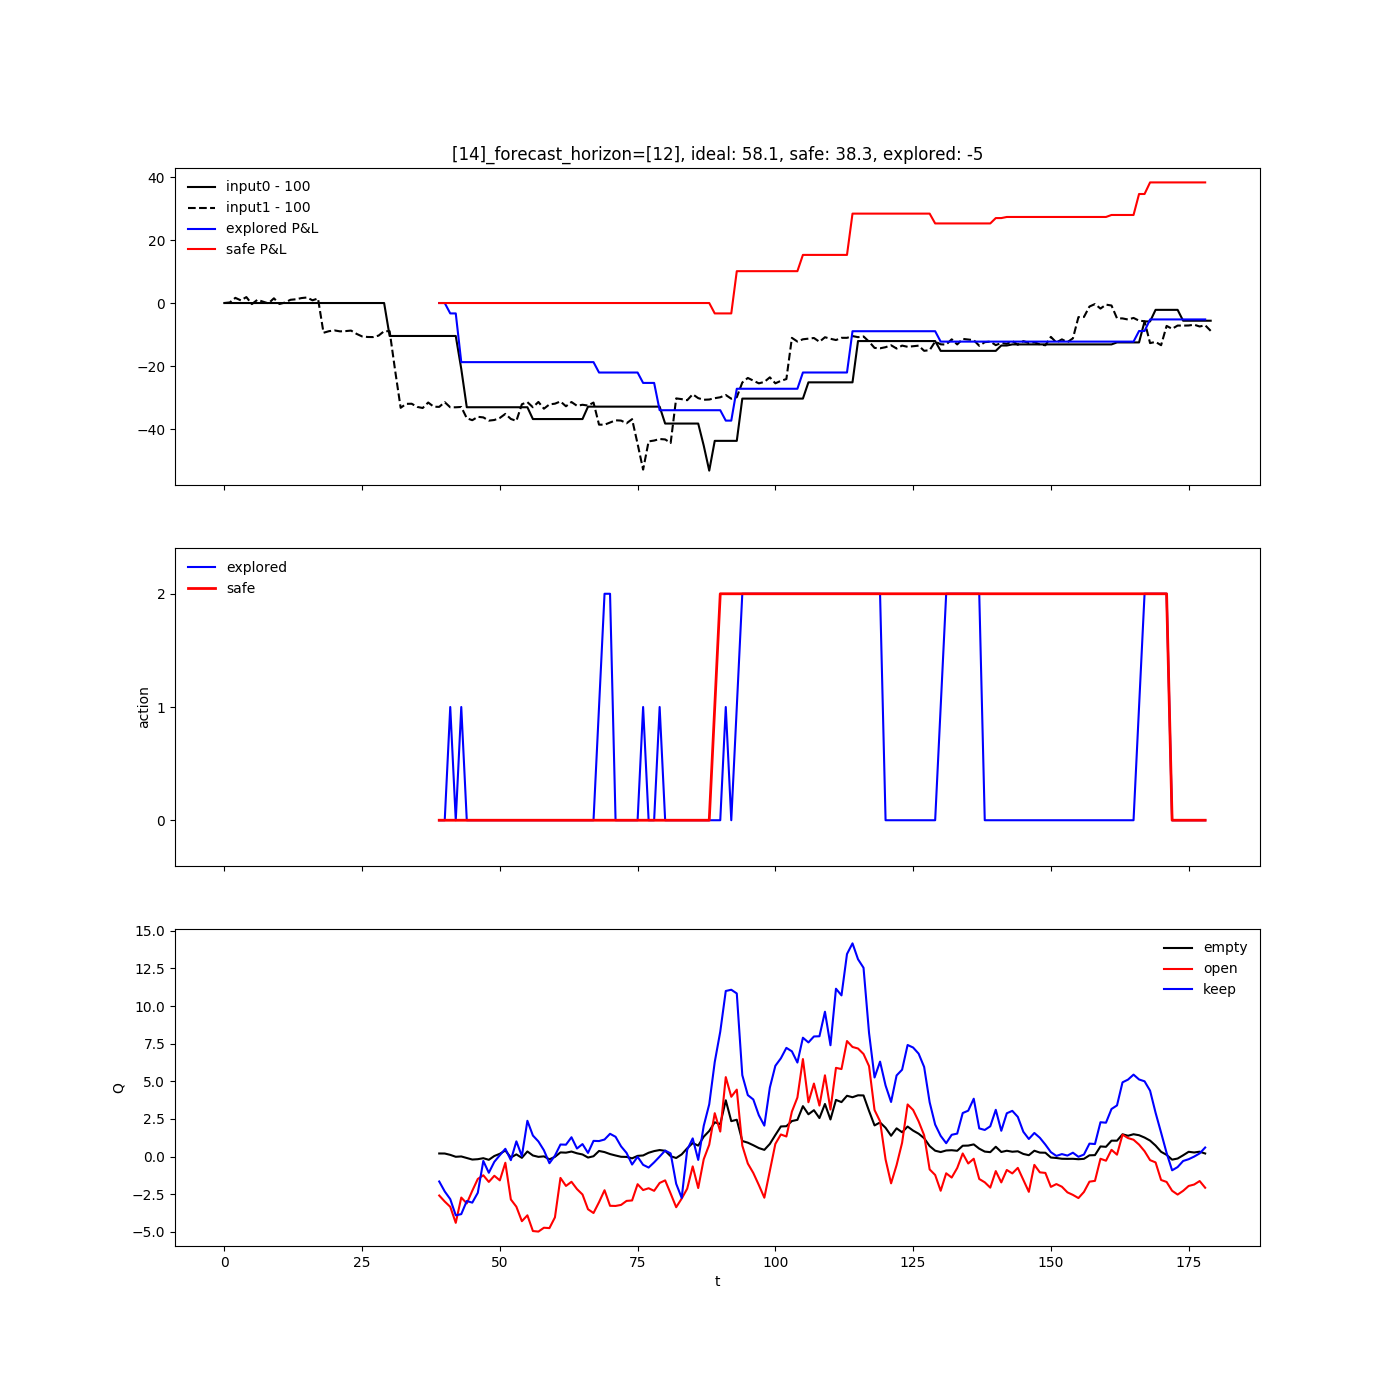 [14]_forecast_horizon=[12], ideal: 58.1, safe: 38.3, explored: -5
40
20
0
−20
−40
input0 - 100
input1 - 100
explored P&L
safe P&L
2
1
0
action
explored
safe
15.0
12.5
10.0
7.5
5.0
2.5
0.0
−2.5
−5.0
Q
empty
open
keep
0 25 50 75 100 125 150 175
t